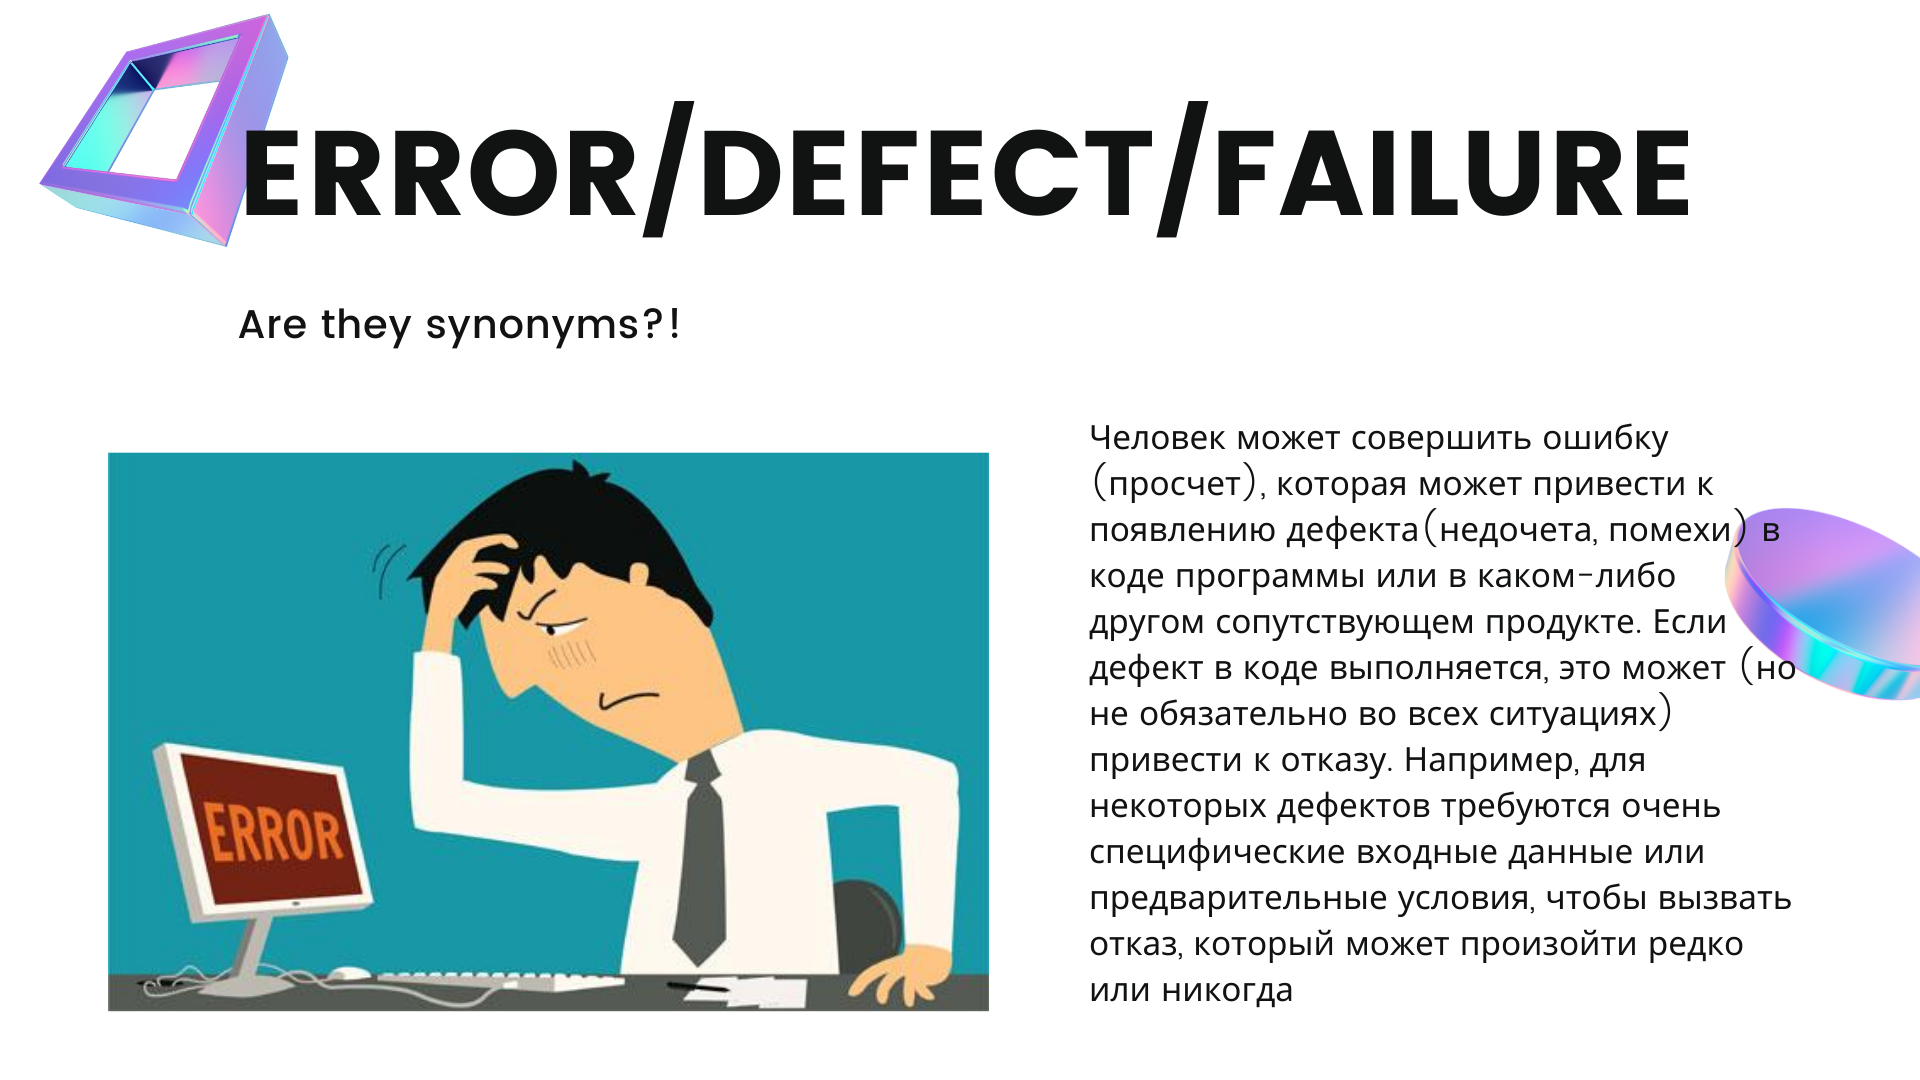 ERROR/DEFECT/FAILURE
Are they synonyms?!
Человек может совершить ошибку
(просчет), которая может привести к
появлению дефекта(недочета, помехи) в
коде программы или в каком-либо
другом сопутствующем продукте. Если
дефект в коде выполняется, это может (но
не обязательно во всех ситуациях)
привести к отказу. Например, для
некоторых дефектов требуются очень
специфические входные данные или
предварительные условия, чтобы вызвать
отказ, который может произойти редко
или никогда
ERROR